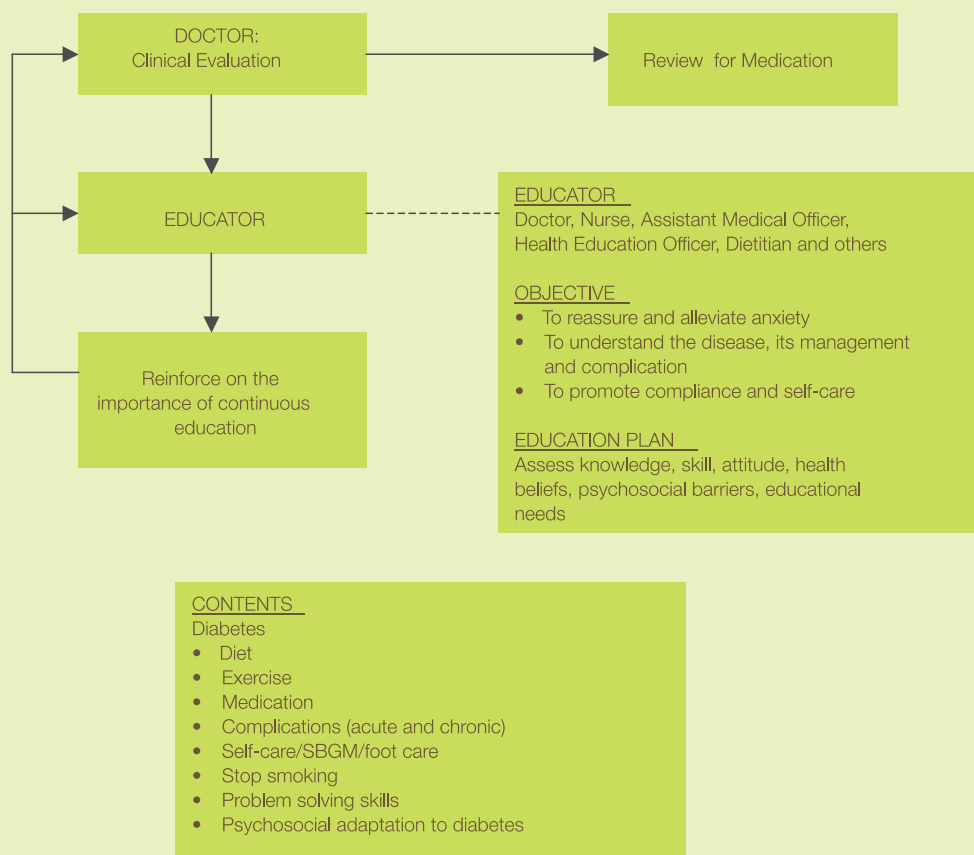 DOCTOR:
Clinical Evaluation
Review for Medication
EDUCATOR
Reinforce on the
importance of continuous
education
EDUCATOR
Doctor, Nurse, Assistant Medical Officer,
Health Education Officer, Dietitian and others
OBJECTIVE
• To reassure and alleviate anxiety
• To understand the disease, its management
and complication
• To promote compliance and self-care
EDUCATION PLAN
Assess knowledge, skill, attitude, health
beliefs, psychosocial barriers, educational
needs
CONTENTS
Diabetes
• Diet
• Exercise
• Medication
• Complications (acute and chronic)
• Self-care/SBGM/foot care
• Stop smoking
• Problem solving skills
• Psychosocial adaptation to diabetes